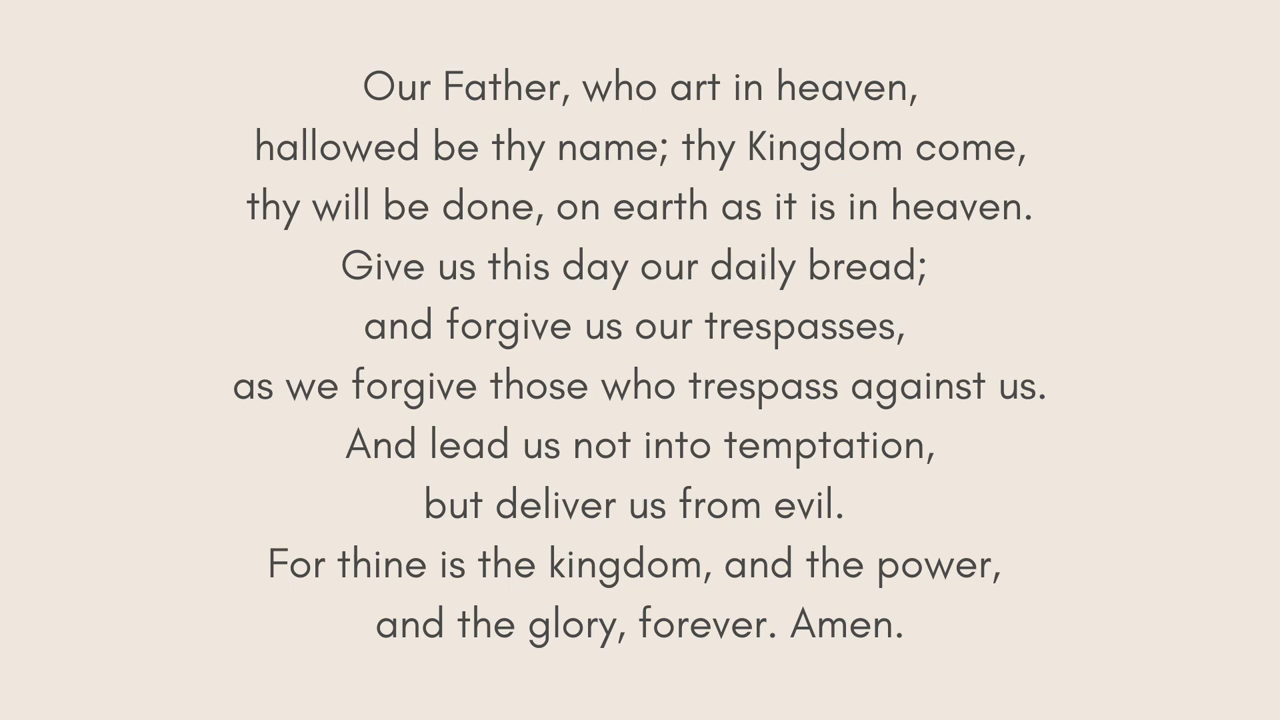 Our Father, who art in heaven,
hallowed be thy name; thy Kingdom come,
thy will be done, on earth as it is in heaven.
Give us this day our daily bread;
and forgive us our trespasses,
as we forgive those who trespass against us.
And lead us not into temptation,
but deliver us from evil.
For thine is the kingdom, and the power,
and the glory, forever. Amen.